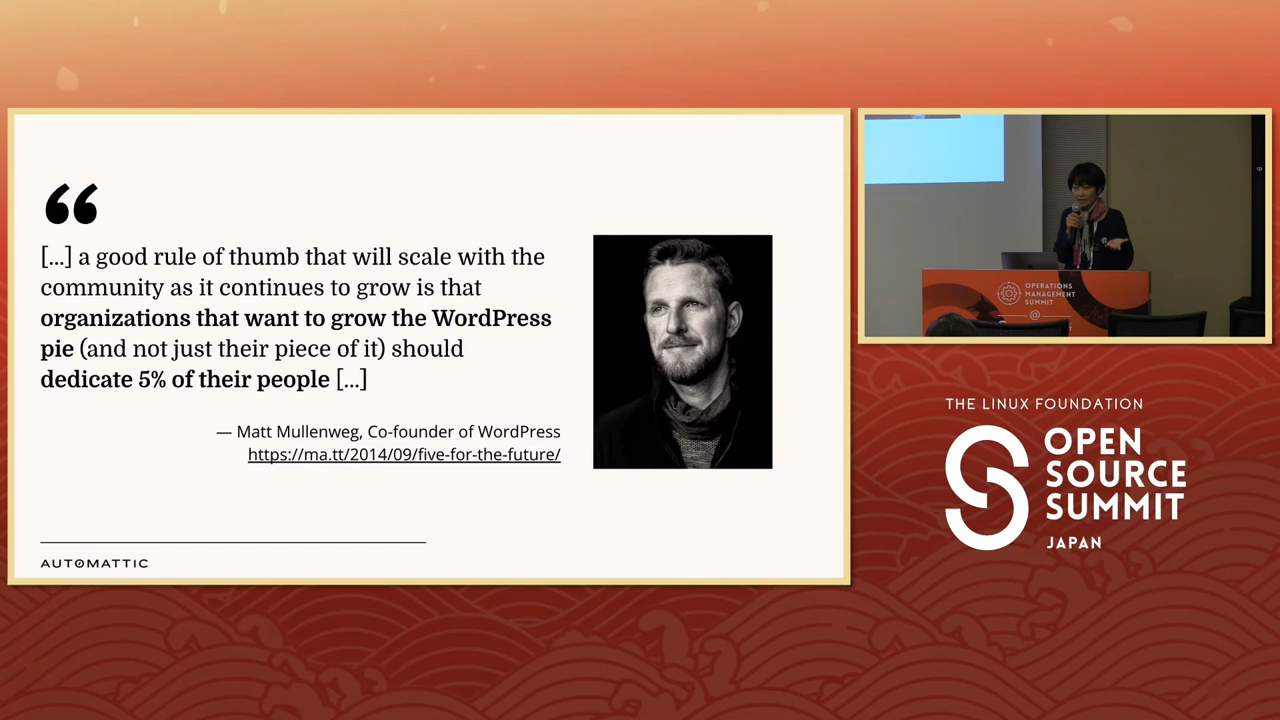 “
[...] a good rule of thumb that will scale with the
community as it continues to grow is that
organizations that want to grow the WordPress
pie (and not just their piece of it) should
dedicate 5% of their people [...]
— Matt Mullenweg, Co-founder of WordPress
https://ma.tt/2014/09/five-for-the-future/
AUTOMATTIC
OPERATIONS
MANAGEMENT
SUMMIT
@
THE LINUX FOUNDATION
OPEN
SOURCE
SUMMIT
JAPAN